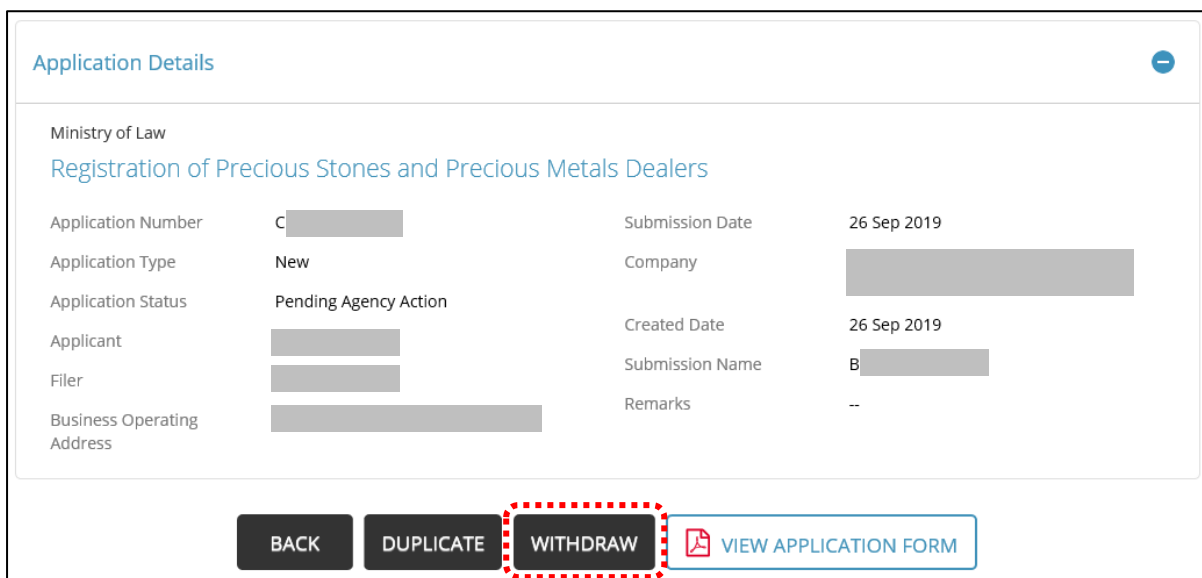 Application Details
Ministry of Law
Registration of Precious Stones and Precious Metals Dealers
Application Number C
Application Type New
Application Status Pending Agency Action
Applicant
Filer
Business Operating
Address
Submission Date 26 Sep 2019
Company
Created Date 26 Sep 2019
Submission Name B
Remarks --
BACK DUPLICATE WITHDRAW VIEW APPLICATION FORM